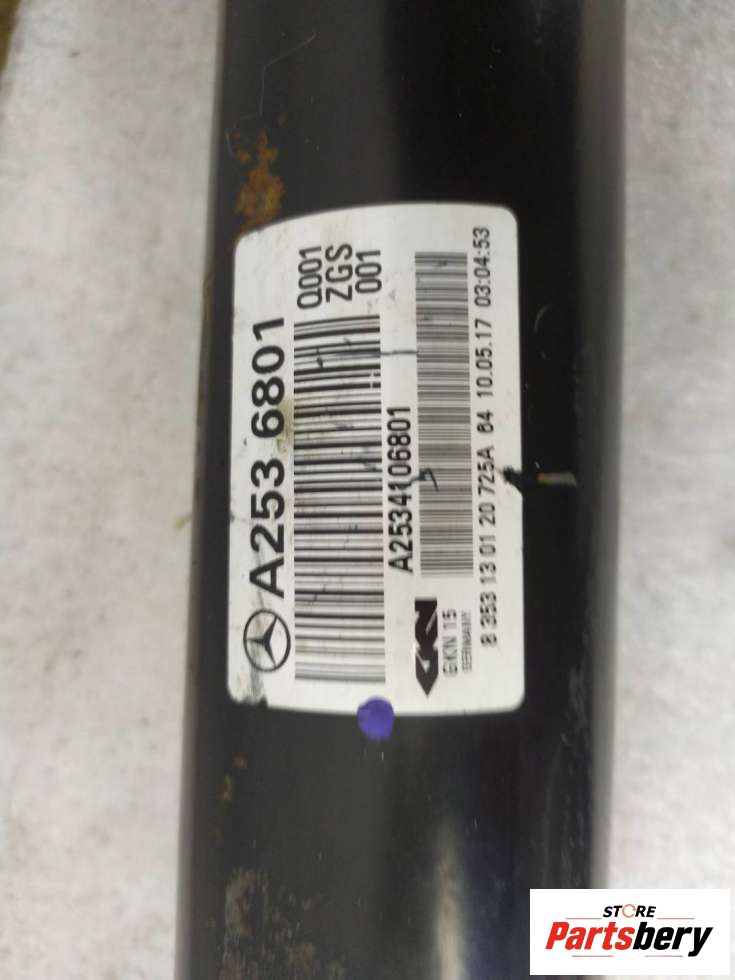 A253 6801
Q001
ZGS
001
A2534106801
GKN 15
GERMANY
8 353 13 01 20 725A 64 10.05.17 03:04:53
STORE
Partsbery